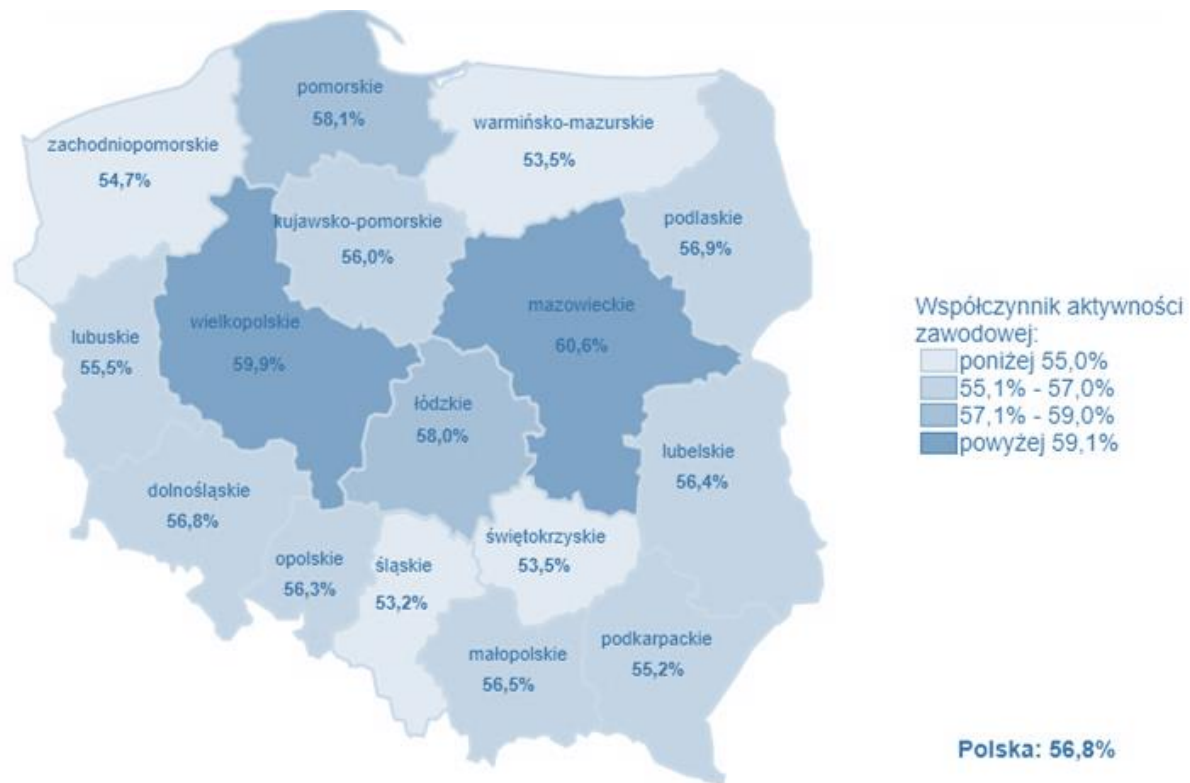 pomorskie
58,1%
warmińsko-mazurskie
53,5%
zachodniopomorskie
54,7%
kujawsko-pomorskie
56,0%
podlaskie
56,9%
mazowieckie
60,6%
wielkopolskie
59,9%
lubuskie
55,5%
łódzkie
58,0%
lubelskie
56,4%
dolnośląskie
56,8%
opolskie
56,3%
śląskie
53,2%
świętokrzyskie
53,5%
małopolskie
56,5%
podkarpackie
55,2%
Współczynnik aktywności
zawodowej:
poniżej 55,0%
55,1% - 57,0%
57,1% - 59,0%
powyżej 59,1%
Polska: 56,8%